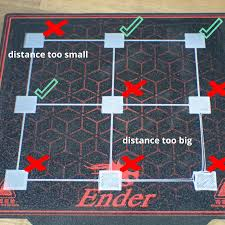 distance too small
distance too big
Ender